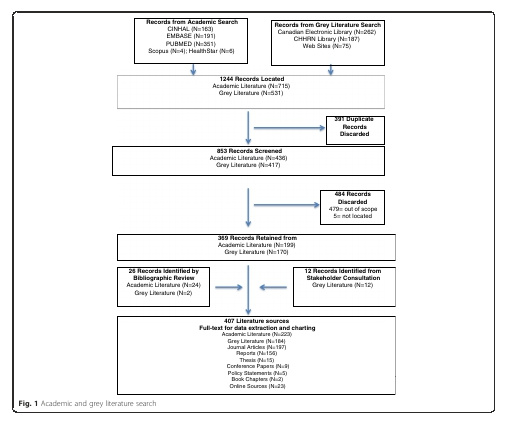 Records from Academic Search
CINHAL (N=163)
EMBASE (N=191)
PUBMED (N=351)
Scopus (N=4); HealthStar (N=6)
Records from Grey Literature Search
Canadian Electronic Library (N=262)
CHHRN Library (N=187)
Web Sites (N=75)
1244 Records Located
Academic Literature (N=715)
Grey Literature (N=531)
391 Duplicate
Records
Discarded
853 Records Screened
Academic Literature (N=436)
Grey Literature (N=417)
484 Records
Discarded
479= out of scope
5= not located
369 Records Retained from
Academic Literature (N=199)
Grey Literature (N=170)
26 Records Identified by
Bibliographic Review
Academic Literature (N=24)
Grey Literature (N=2)
12 Records Identified from
Stakeholder Consultation
Grey Literature (N=12)
407 Literature sources
Full-text for data extraction and charting
Academic Literature (N=223)
Grey Literature (N=184)
Journal Articles (N=197)
Reports (N=156)
Thesis (N=15)
Conference Papers (N=9)
Policy Statements (N=5)
Book Chapters (N=2)
Online Sources (N=23)
Fig. 1 Academic and grey literature search